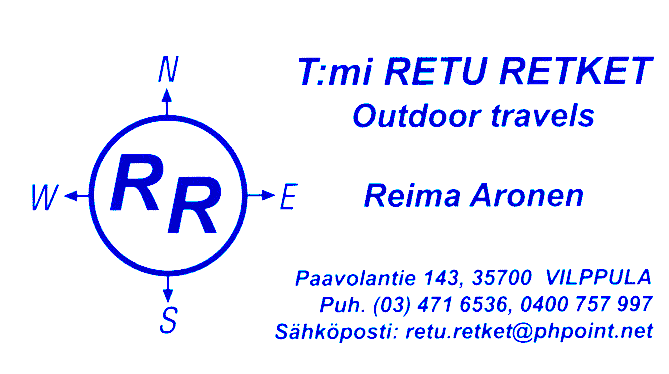 N
T:mi RETU RETKET
Outdoor travels
R R
W
E
Reima Aronen
Paavolantie 143, 35700 VILPPULA
Puh. (03) 471 6536, 0400 757 997
S
Sähköposti: retu.retket@phpoint.net